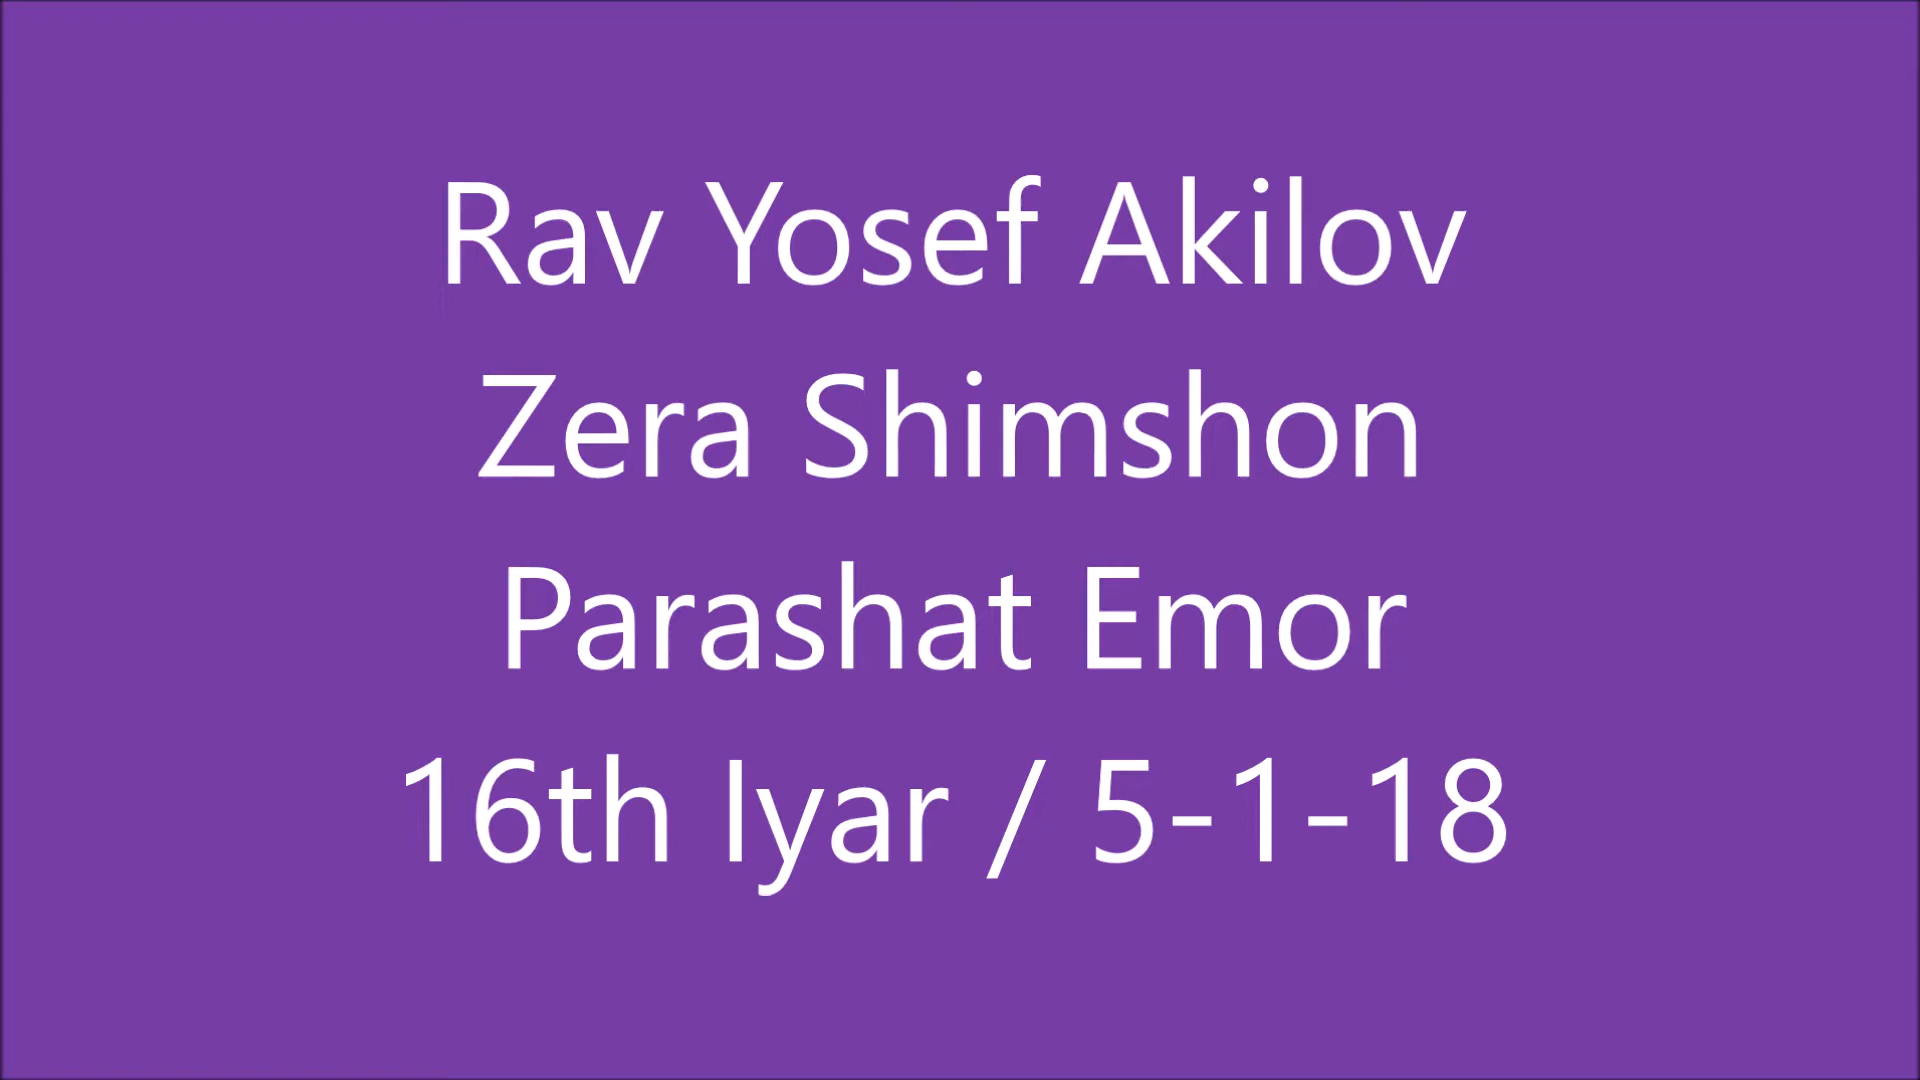 Rav Yosef Akilov
Zera Shimshon
Parashat Emor
16th Iyar / 5-1-18